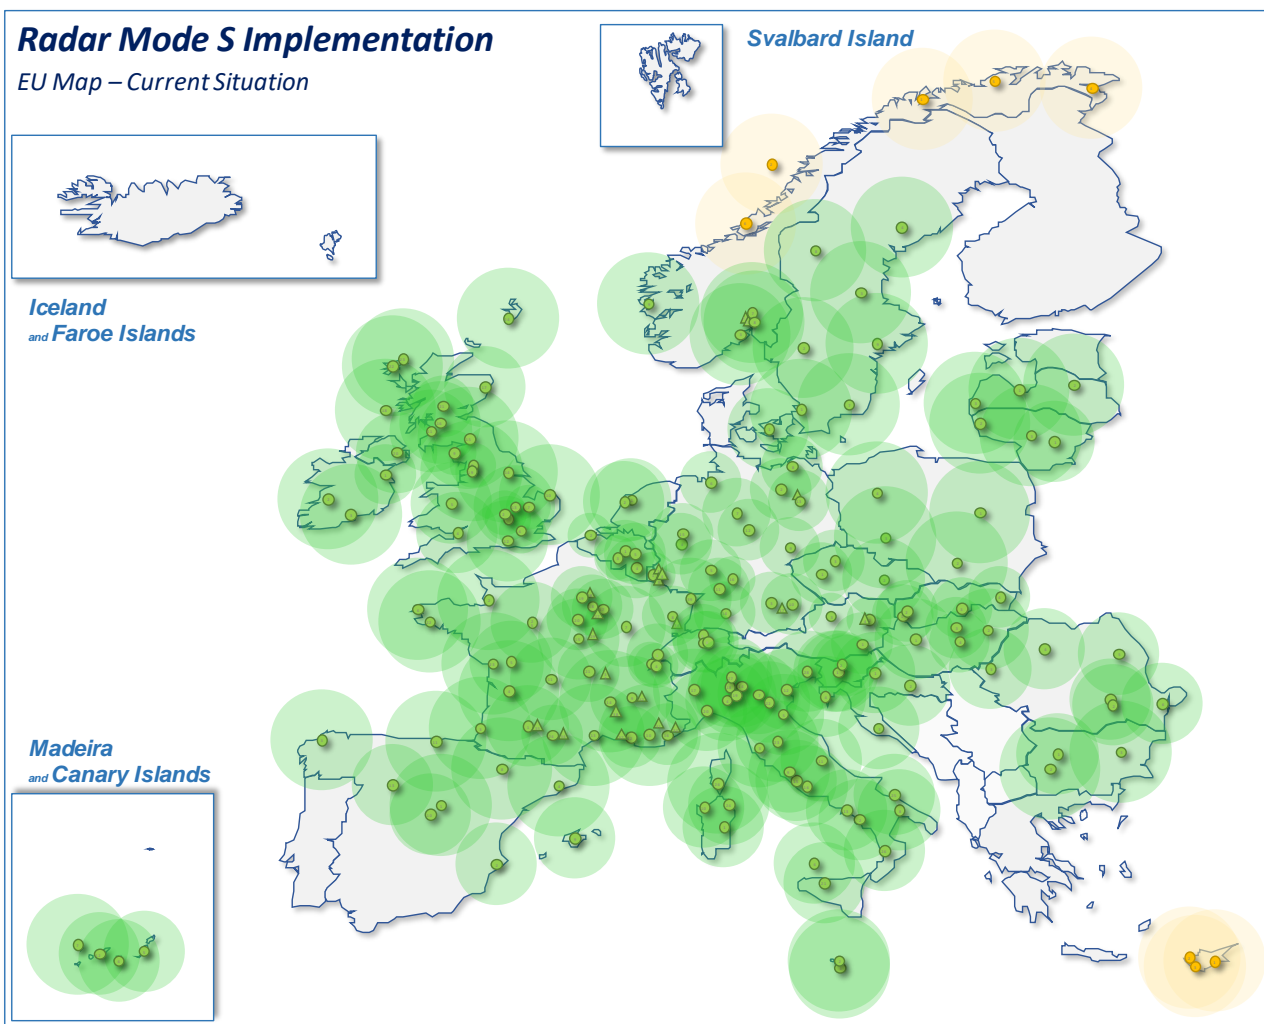 Radar Mode S Implementation
EU Map – Current Situation
Svalbard Island
Iceland
and Faroe Islands
Madeira
and Canary Islands